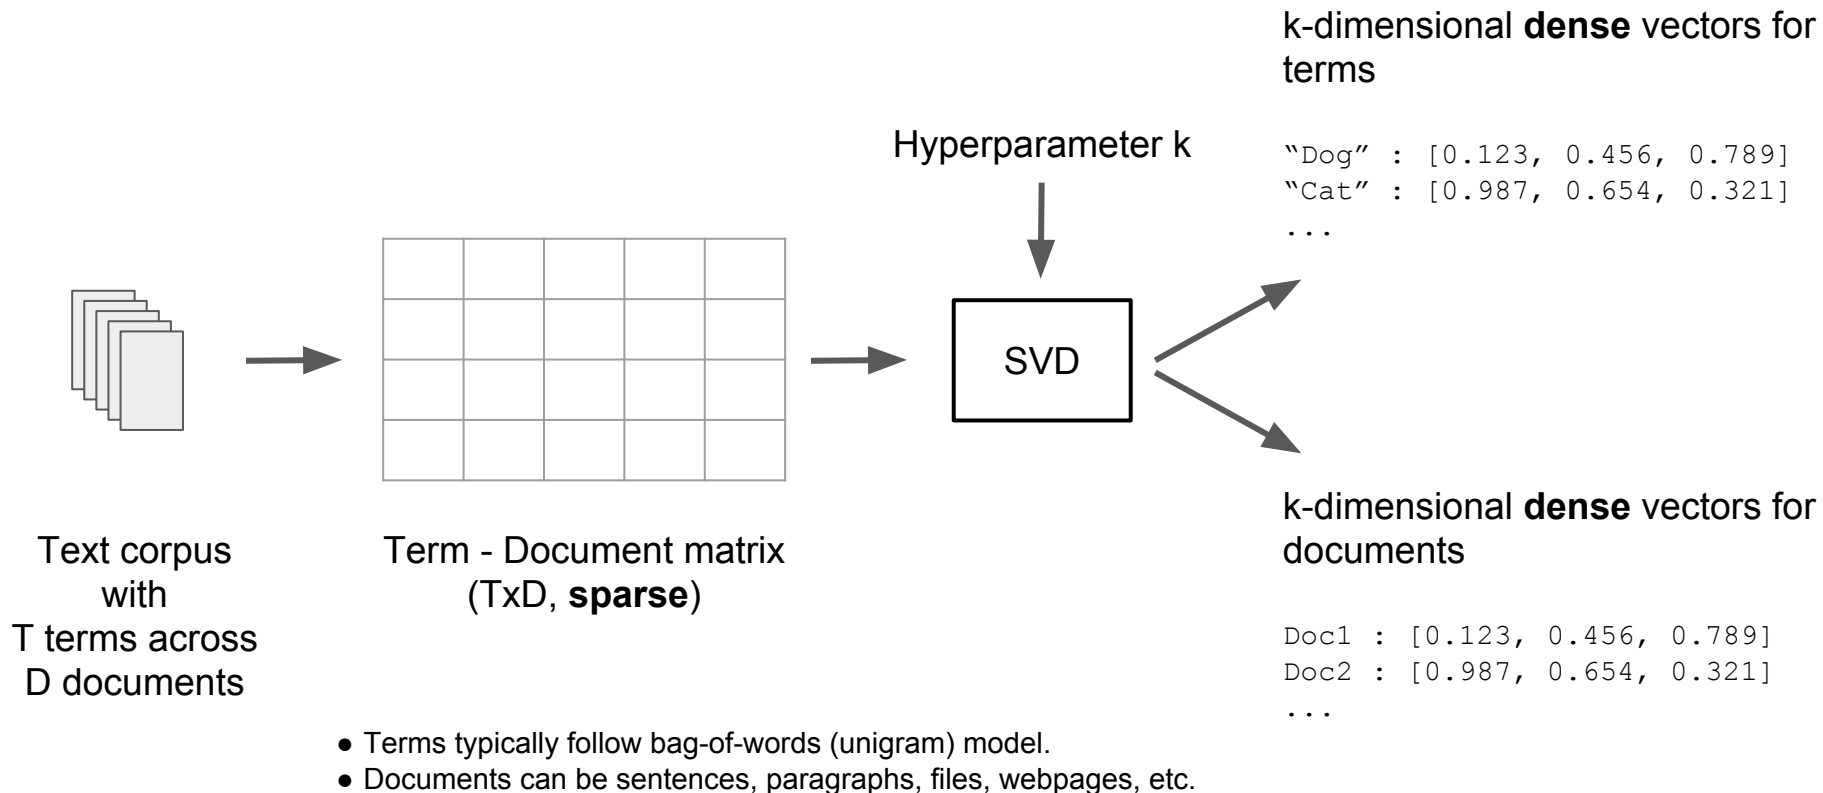 k-dimensional dense vectors for
terms
Hyperparameter k
“Dog” : [0.123, 0.456, 0.789]
“Cat” : [0.987, 0.654, 0.321]
...
SVD
k-dimensional dense vectors for
documents
Text corpus
with
T terms across
D documents
Term - Document matrix
(TxD, sparse)
Doc1 : [0.123, 0.456, 0.789]
Doc2 : [0.987, 0.654, 0.321]
...
● Terms typically follow bag-of-words (unigram) model.
● Documents can be sentences, paragraphs, files, webpages, etc.